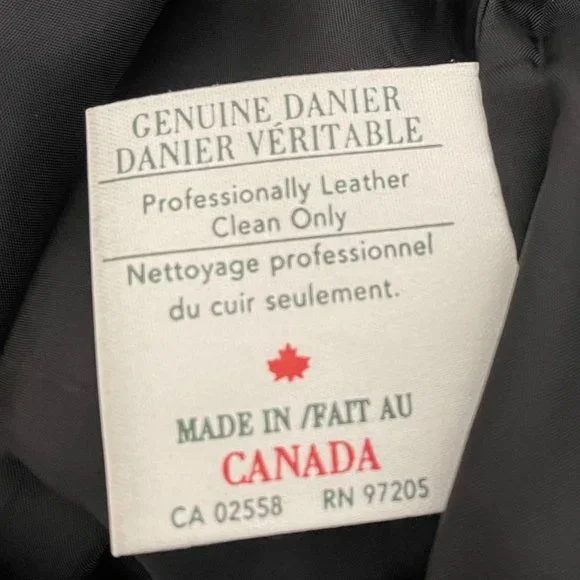 GENUINE DANIER
DANIER VÉRITABLE
Professionally Leather
Clean Only
Nettoyage professionnel
du cuir seulement.
MADE IN /FAIT AU
CANADA
CA 02558 RN 97205